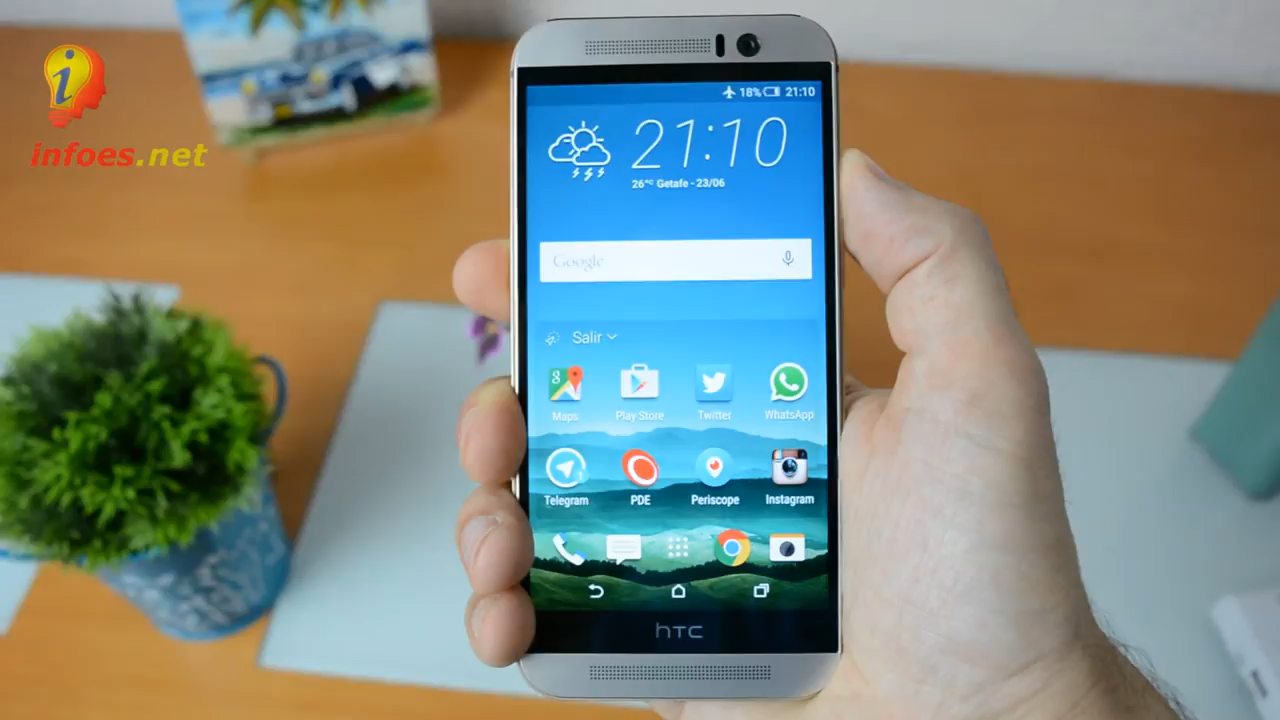 infoes.net
18% 21:10
21:10
26°C Getafe - 23/06
Google
Salir
Maps Play Store Twitter WhatsApp
Telegram PDE Periscope Instagram
hTC